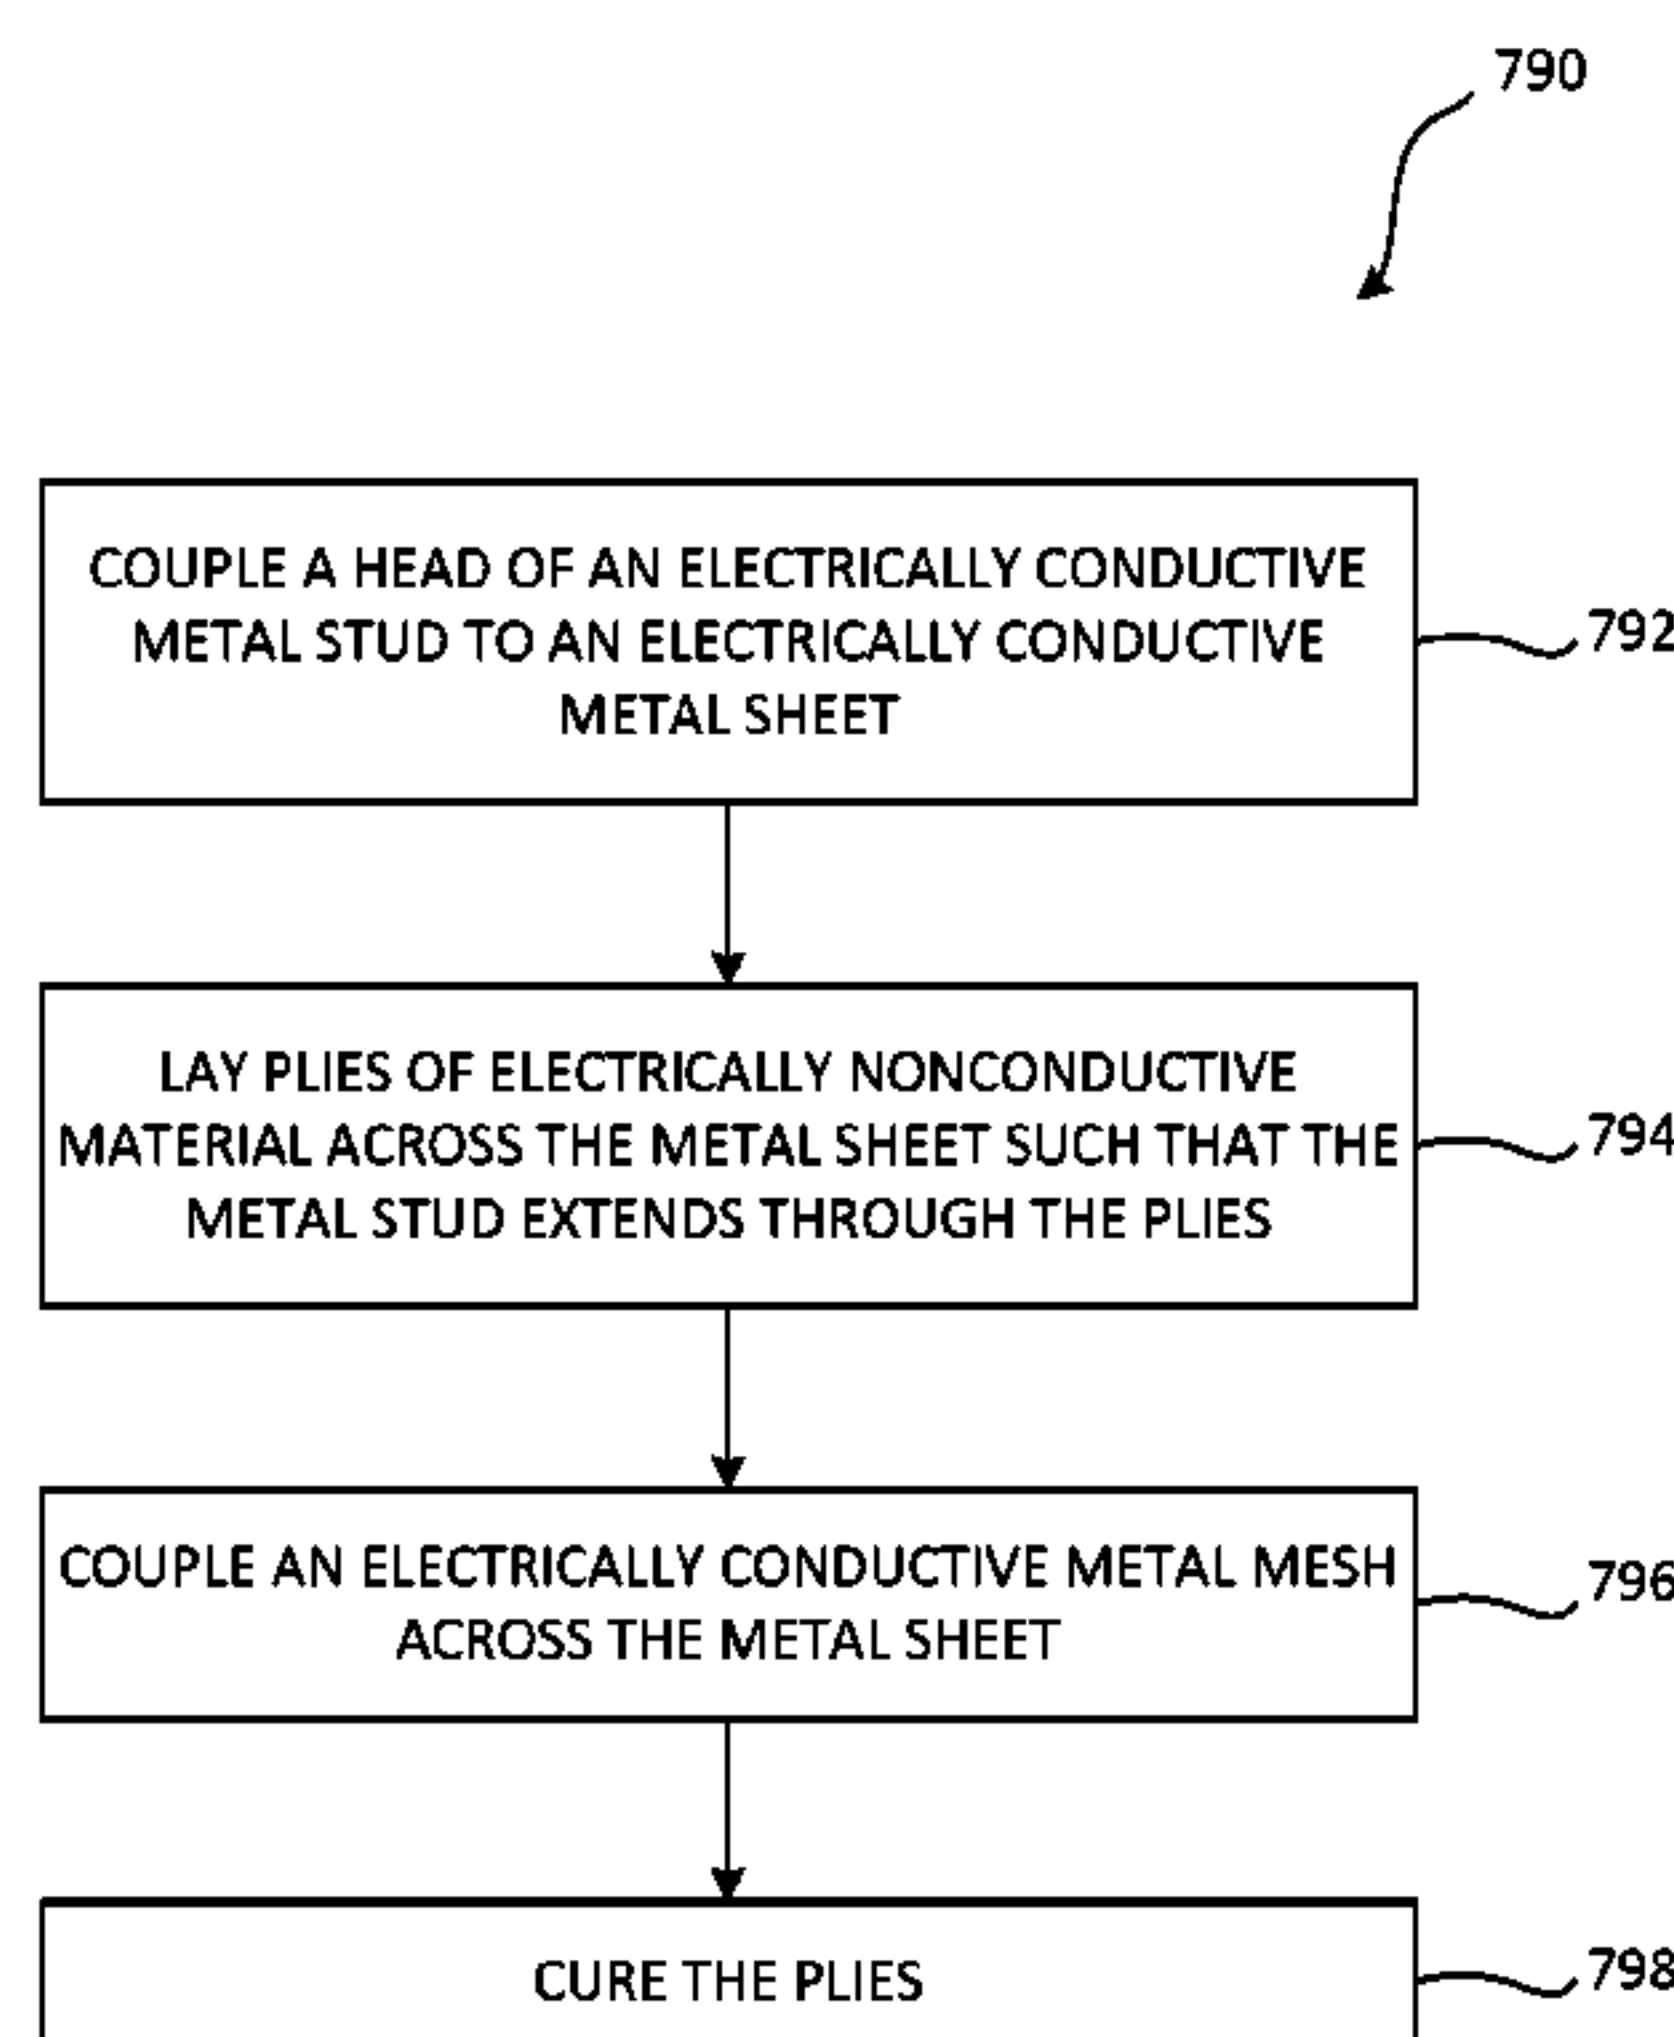 790
COUPLE A HEAD OF AN ELECTRICALLY CONDUCTIVE
METAL STUD TO AN ELECTRICALLY CONDUCTIVE
METAL SHEET
792
LAY PLIES OF ELECTRICALLY NONCONDUCTIVE
MATERIAL ACROSS THE METAL SHEET SUCH THAT THE
METAL STUD EXTENDS THROUGH THE PLIES
794
COUPLE AN ELECTRICALLY CONDUCTIVE METAL MESH
ACROSS THE METAL SHEET
796
CURE THE PLIES
798